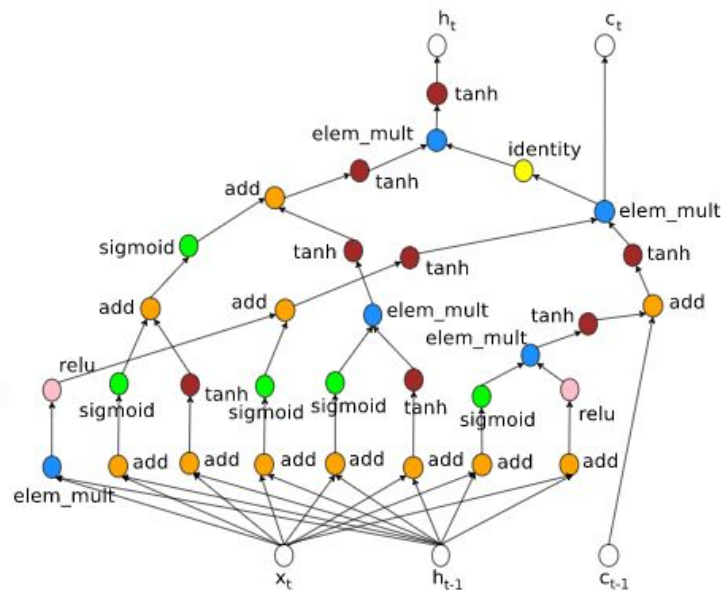 h_t c_t
tanh
elem_mult
identity
tanh
add
elem_mult
sigmoid
tanh
tanh
tanh
add
add
elem_mult
tanh
add
elem_mult
relu
sigmoid
tanh
sigmoid
sigmoid
tanh
sigmoid
relu
elem_mult
add
add
add
add
add
add
add
x_t h_t-1 c_t-1